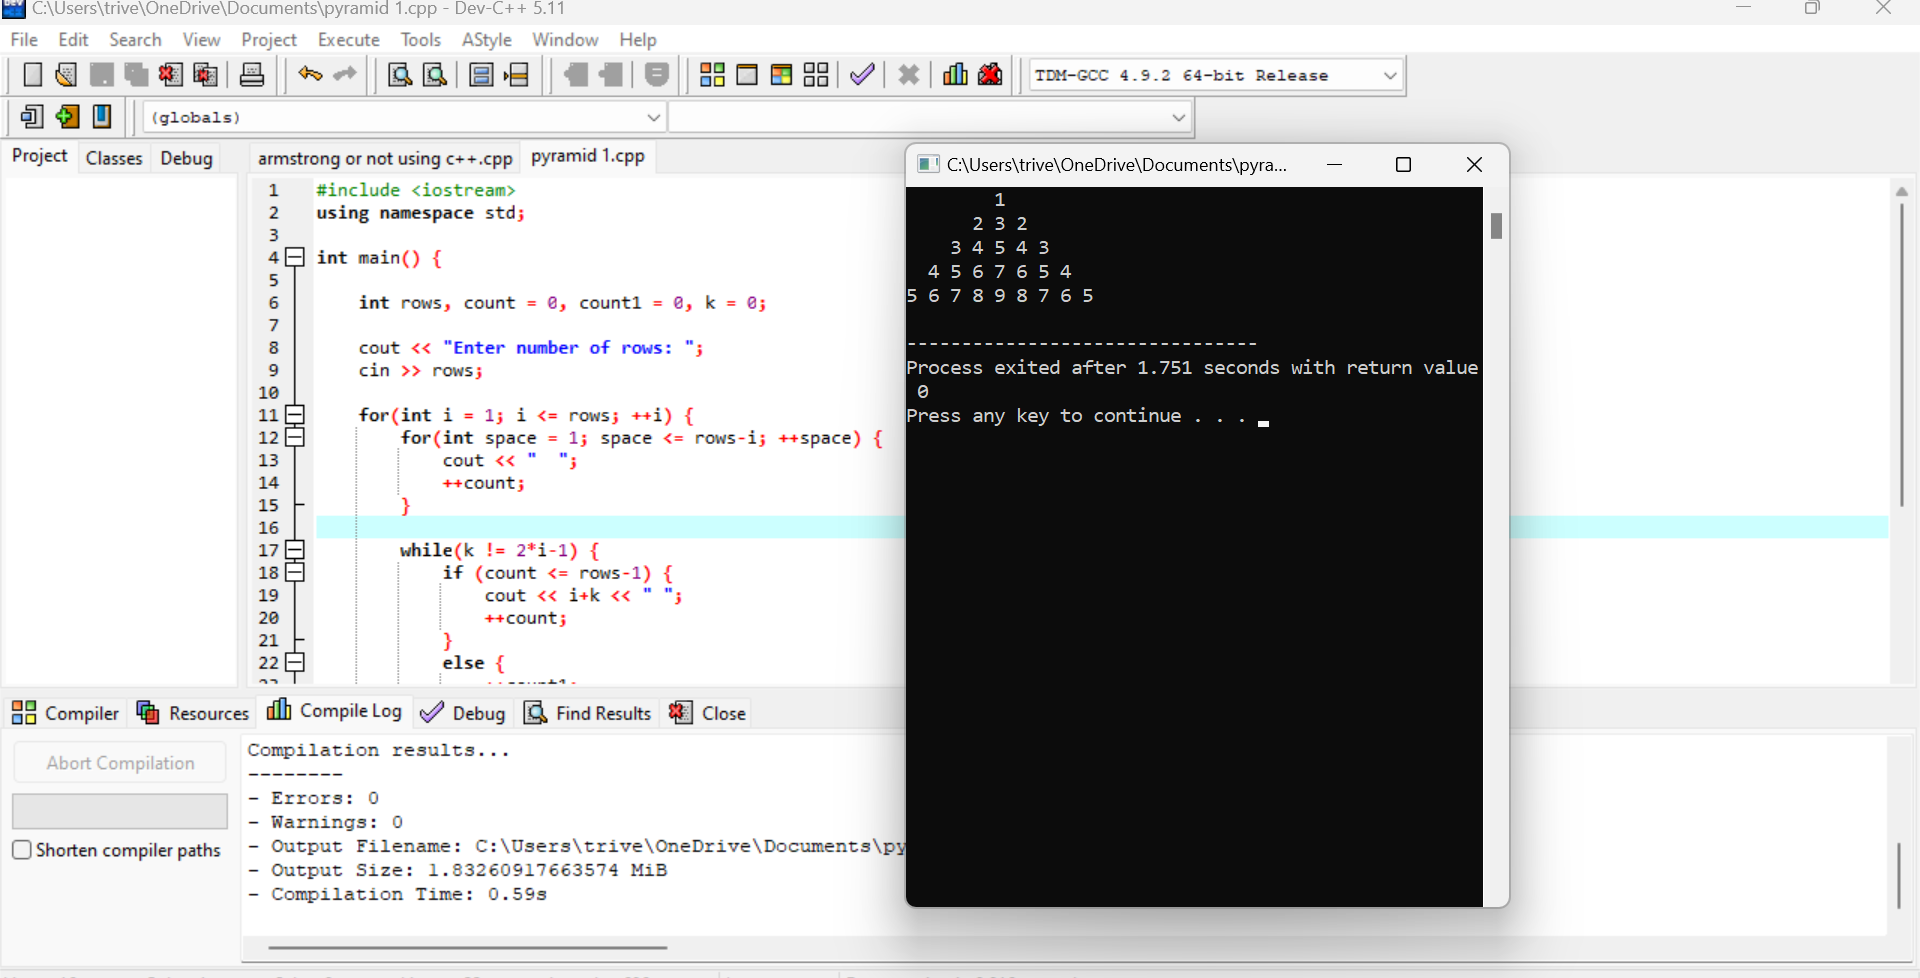 C:\Users\trive\OneDrive\Documents\pyramid 1.cpp - Dev-C++ 5.11
File Edit Search View Project Execute Tools AStyle Window Help
TDM-GCC 4.9.2 64-bit Release
(globals)
Project Classes Debug
armstrong or not using c++.cpp pyramid 1.cpp
1 #include <iostream>
2 using namespace std;
3
4 int main() {
5
6 int rows, count = 0, count1 = 0, k = 0;
7
8 cout << "Enter number of rows: ";
9 cin >> rows;
10
11 for(int i = 1; i <= rows; ++i) {
12 for(int space = 1; space <= rows-i; ++space) {
13 cout << "  ";
14 ++count;
15 }
16
17 while(k != 2*i-1) {
18 if (count <= rows-1) {
19 cout << i+k << " ";
20 ++count;
21 }
22 else {
C:\Users\trive\OneDrive\Documents\pyra...
1
2 3 2
3 4 5 4 3
4 5 6 7 6 5 4
5 6 7 8 9 8 7 6 5
--------------------------------
Process exited after 1.751 seconds with return value
0
Press any key to continue . . .
Compiler Resources Compile Log Debug Find Results Close
Abort Compilation
Shorten compiler paths
Compilation results...
--------
- Errors: 0
- Warnings: 0
- Output Filename: C:\Users\trive\OneDrive\Documents\py
- Output Size: 1.83260917663574 MiB
- Compilation Time: 0.59s